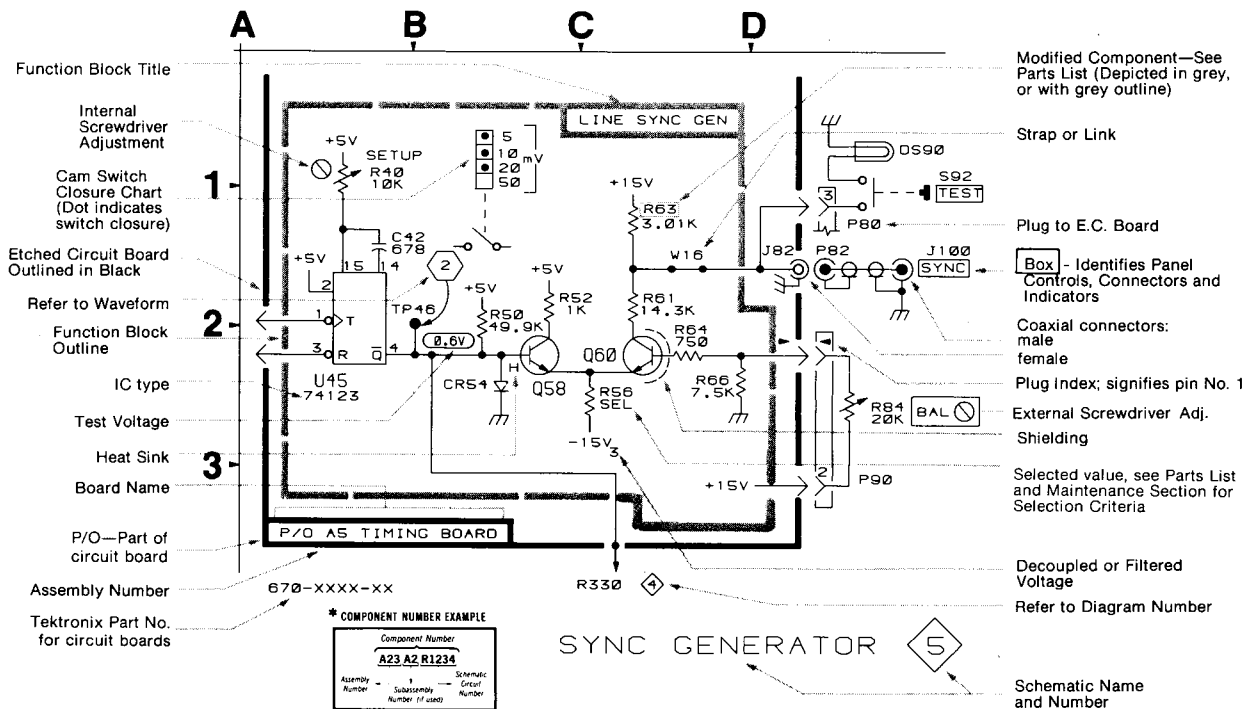 A B C D
1
2
3
Function Block Title
Internal
Screwdriver
Adjustment
Cam Switch
Closure Chart
(Dot indicates
switch closure)
Etched Circuit Board
Outlined in Black
Refer to Waveform
Function Block
Outline
IC type
Test Voltage
Heat Sink
Board Name
P/O—Part of
circuit board
Assembly Number
Tektronix Part No.
for circuit boards
LINE SYNC GEN
+5V
SETUP
R40
10K
5
10
20
50
mV
C42
678
+5V
15 14
2
1
T
3
R
Q̅ 4
U45
74123
2
TP46
0.6V
+5V
R50
49.9K
CR54
H
+5V
R52
1K
Q58
Q60
R56
SEL
-15V
3
+15V
R63
3.01K
W16
R61
14.3K
R64
750
R66
7.5K
+15V
P/O A5 TIMING BOARD
670-XXXX-XX
R330
4
DS90
S92
TEST
3
P80
J82 P82
J100
SYNC
1
R84
20K
BAL
2
P90
Modified Component—See
Parts List (Depicted in grey,
or with grey outline)
Strap or Link
Plug to E.C. Board
Box - Identifies Panel
Controls, Connectors and
Indicators
Coaxial connectors:
male
female
Plug Index; signifies pin No. 1
External Screwdriver Adj.
Shielding
Selected value, see Parts List
and Maintenance Section for
Selection Criteria
Decoupled or Filtered
Voltage
Refer to Diagram Number
* COMPONENT NUMBER EXAMPLE
Component Number
A23 A2 R1234
Assembly
Number
Subassembly
Number (if used)
Schematic
Circuit
Number
SYNC GENERATOR
5
Schematic Name
and Number